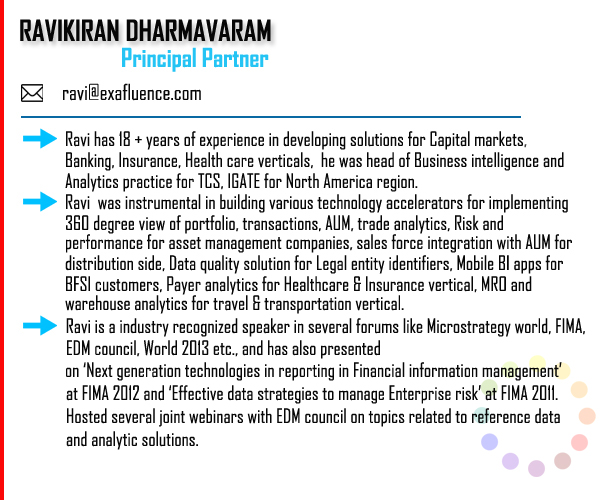 RAVIKIRAN DHARMAVARAM
Principal Partner
ravi@exafluence.com
Ravi has 18 + years of experience in developing solutions for Capital markets,
Banking, Insurance, Health care verticals, he was head of Business intelligence and
Analytics practice for TCS, IGATE for North America region.
Ravi was instrumental in building various technology accelerators for implementing
360 degree view of portfolio, transactions, AUM, trade analytics, Risk and
performance for asset management companies, sales force integration with AUM for
distribution side, Data quality solution for Legal entity identifiers, Mobile BI apps for
BFSI customers, Payer analytics for Healthcare & Insurance vertical, MRO and
warehouse analytics for travel & transportation vertical.
Ravi is a industry recognized speaker in several forums like Microstrategy world, FIMA,
EDM council, World 2013 etc., and has also presented
on ‘Next generation technologies in reporting in Financial information management’
at FIMA 2012 and ‘Effective data strategies to manage Enterprise risk’ at FIMA 2011.
Hosted several joint webinars with EDM council on topics related to reference data
and analytic solutions.